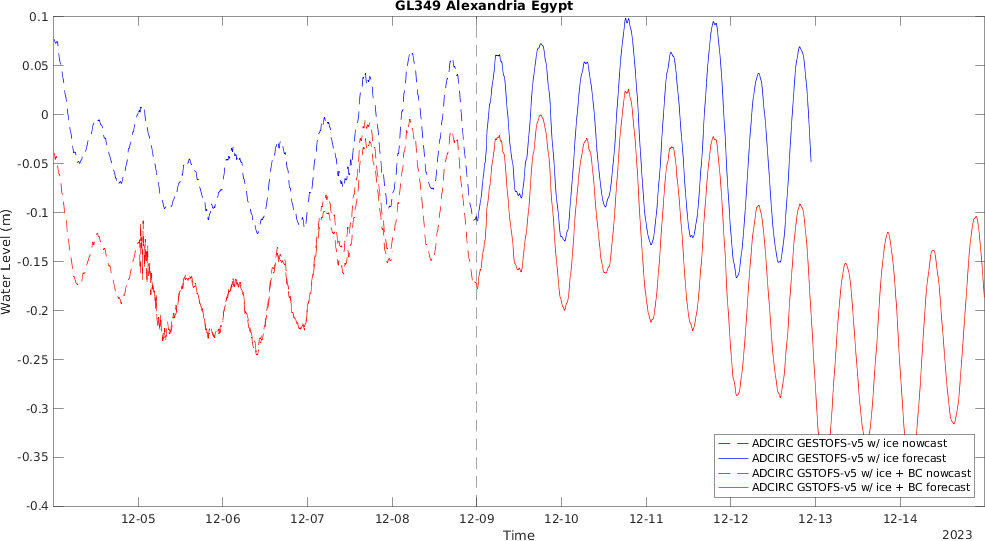 GL349 Alexandria Egypt
0.1
0.05
0
-0.05
-0.1
-0.15
-0.2
-0.25
-0.3
-0.35
-0.4
Water Level (m)
ADCIRC GESTOFS-v5 w/ ice nowcast
ADCIRC GESTOFS-v5 w/ ice forecast
ADCIRC GSTOFS-v5 w/ ice + BC nowcast
ADCIRC GSTOFS-v5 w/ ice + BC forecast
12-05 12-06 12-07 12-08 12-09 12-10 12-11 12-12 12-13 12-14
Time
2023